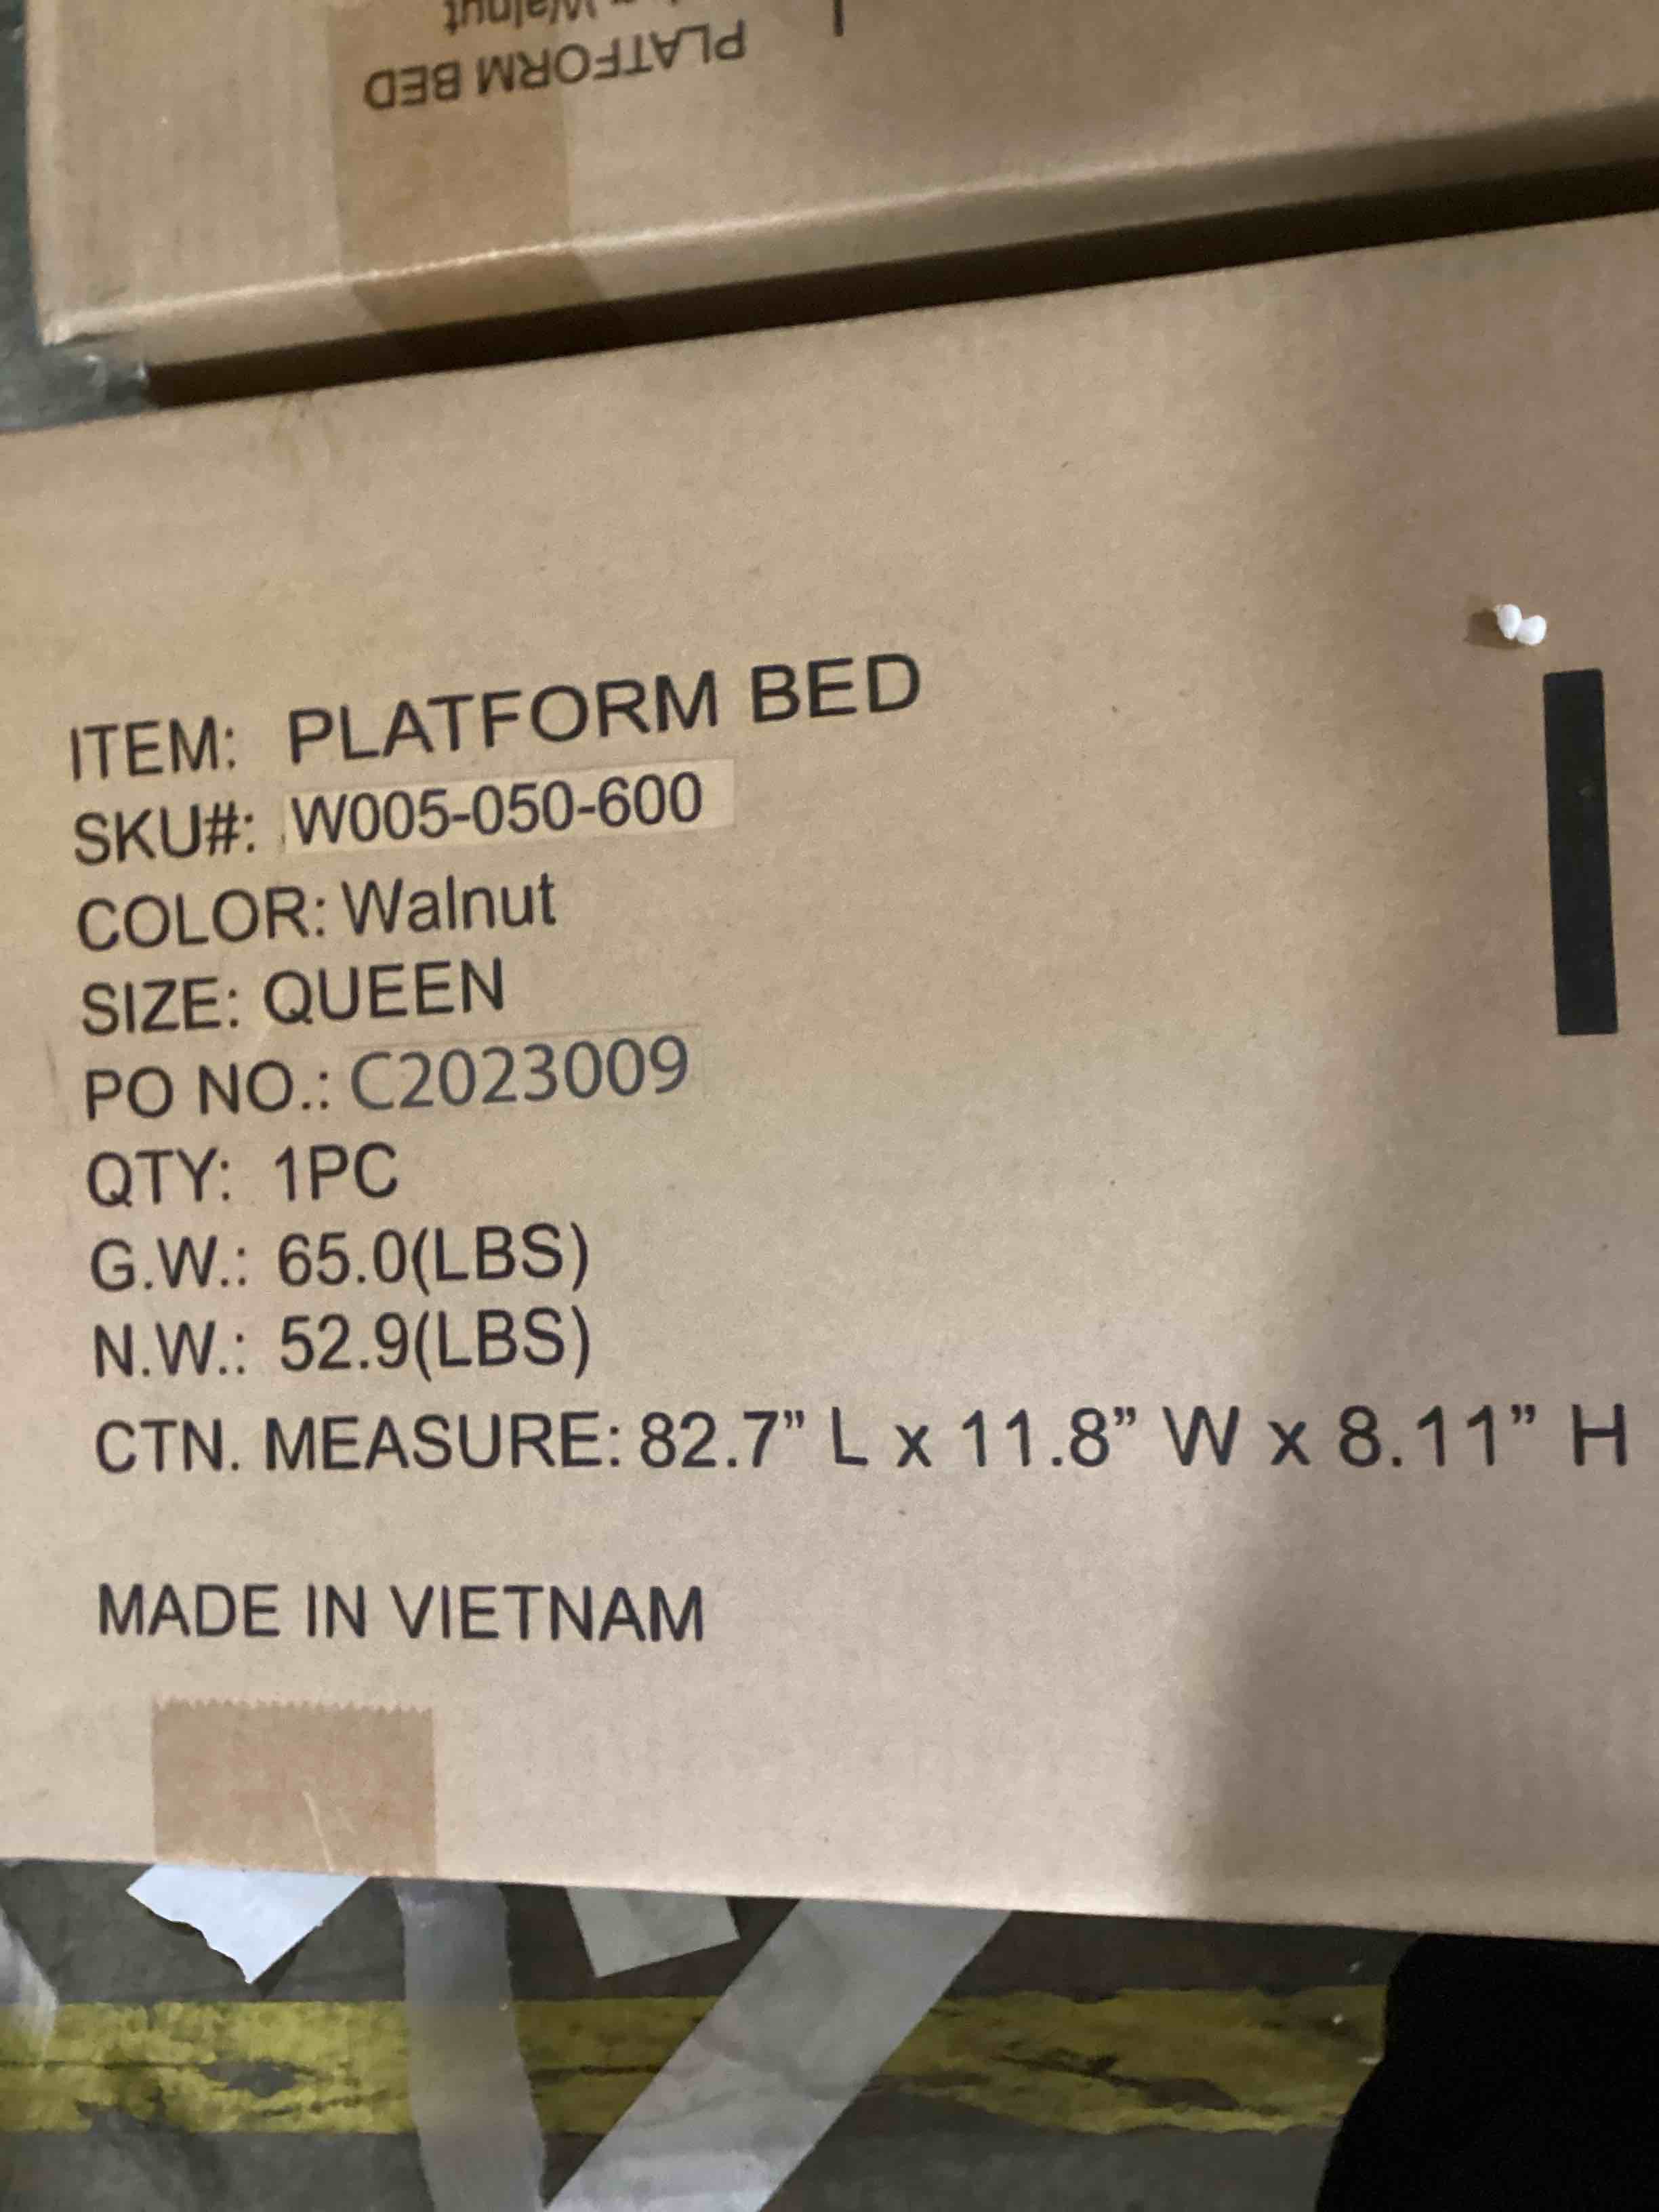 Walnut
PLATFORM BED
ITEM: PLATFORM BED
SKU#: W005-050-600
COLOR: Walnut
SIZE: QUEEN
PO NO.: C2023009
QTY: 1PC
G.W.: 65.0(LBS)
N.W.: 52.9(LBS)
CTN. MEASURE: 82.7” L x 11.8” W x 8.11” H
MADE IN VIETNAM